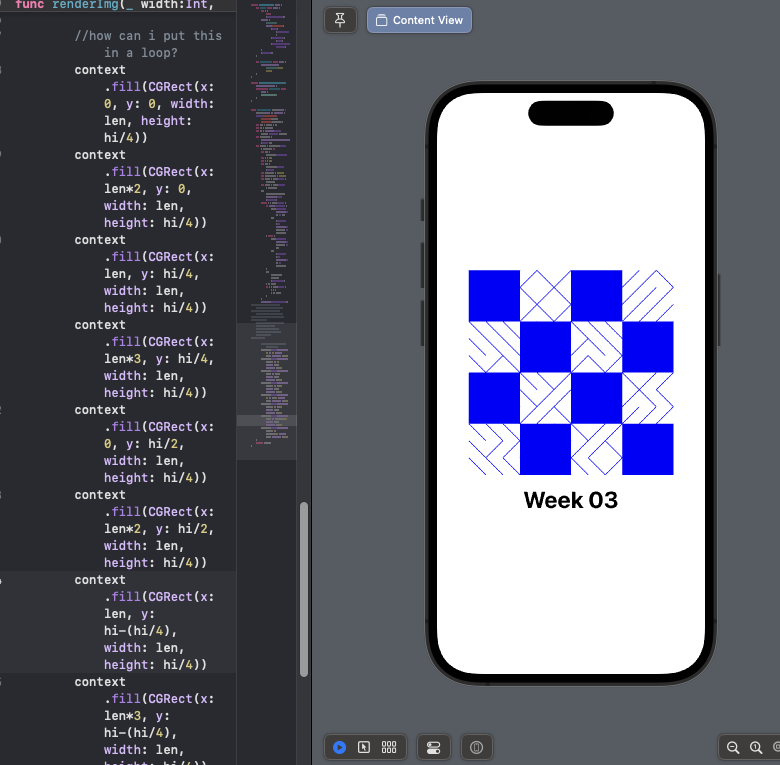 func renderImg(_ width:Int,
//how can i put this
in a loop?
context
.fill(CGRect(x:
0, y: 0, width:
len, height:
hi/4))
context
.fill(CGRect(x:
len*2, y: 0,
width: len,
height: hi/4))
context
.fill(CGRect(x:
len, y: hi/4,
width: len,
height: hi/4))
context
.fill(CGRect(x:
len*3, y: hi/4,
width: len,
height: hi/4))
context
.fill(CGRect(x:
0, y: hi/2,
width: len,
height: hi/4))
context
.fill(CGRect(x:
len*2, y: hi/2,
width: len,
height: hi/4))
context
.fill(CGRect(x:
len, y:
hi-(hi/4),
width: len,
height: hi/4))
context
.fill(CGRect(x:
len*3, y:
hi-(hi/4),
width: len,
height: hi/4))
Content View
Week 03